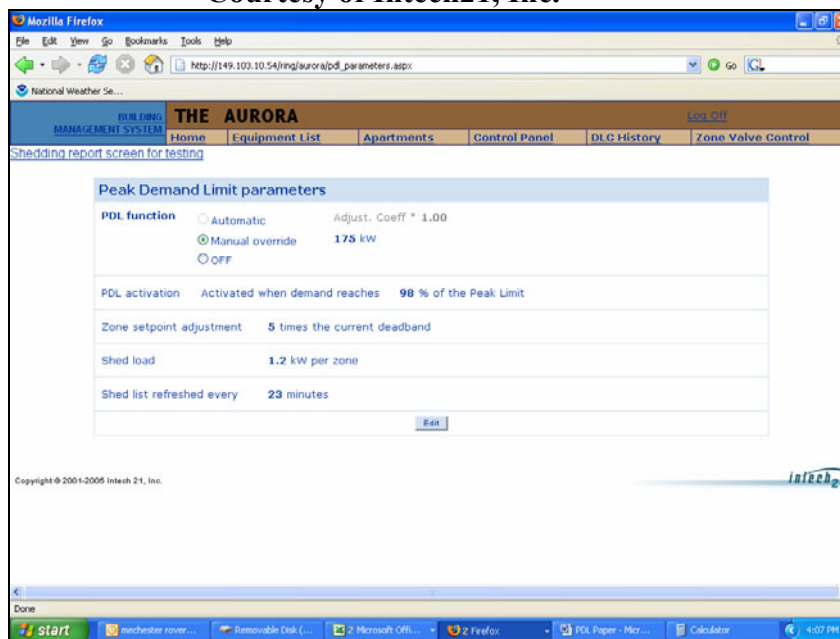 Courtesy of Intech21, Inc.
Mozilla Firefox
File Edit View Go Bookmarks Tools Help
http://149.103.10.54/ring/aurora/pdl_parameters.aspx
Go
National Weather Se...
BUILDING MANAGEMENT SYSTEM
THE AURORA
Log Off
Home Equipment List Apartments Control Panel DLC History Zone Valve Control
Shedding report screen for testing
Peak Demand Limit parameters
PDL function Automatic Adjust. Coeff * 1.00
Manual override 175 kW
OFF
PDL activation Activated when demand reaches 98 % of the Peak Limit
Zone setpoint adjustment 5 times the current deadband
Shed load 1.2 kW per zone
Shed list refreshed every 23 minutes
Edit
Copyright © 2001-2005 Intech 21, Inc.
intech2
Done
start mechester rover... Removable Disk (... 2 Microsoft Offi... 2 Firefox PDL Paper - Micr... Calculator 4:07 PM